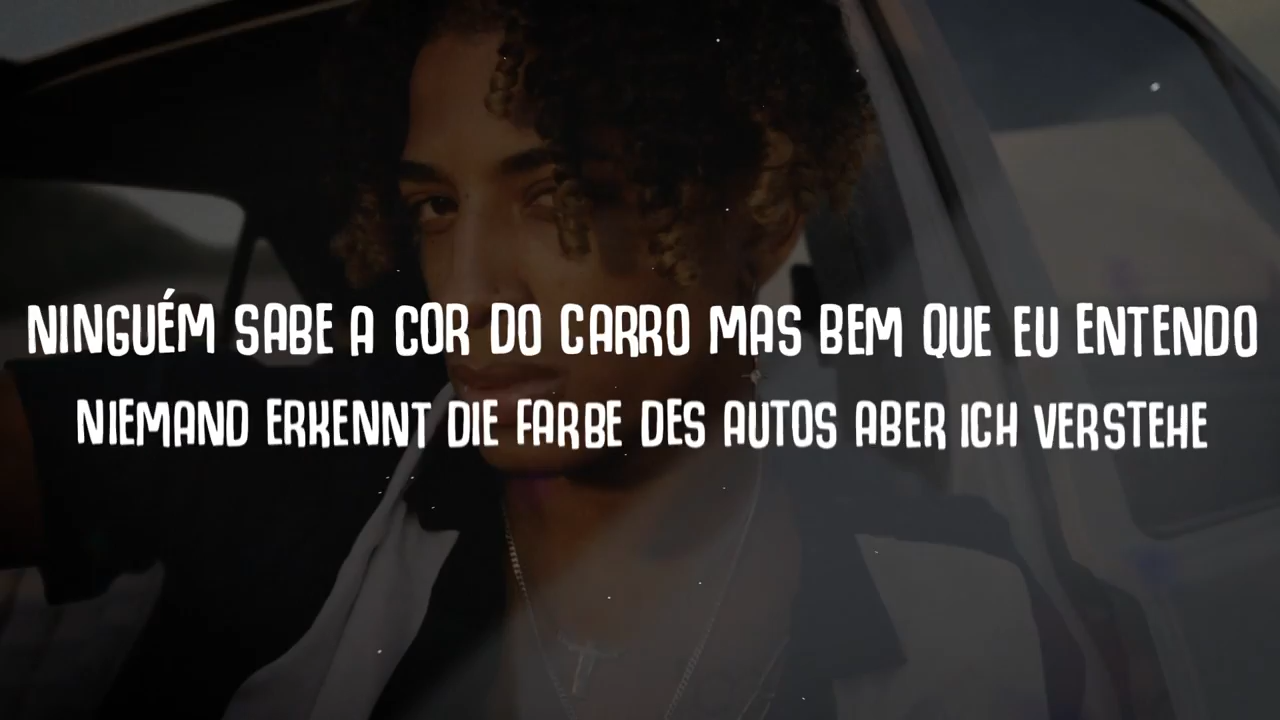 NINGUÉM SABE A COR DO CARRO MAS BEM QUE EU ENTENDO
NIEMAND ERKENNT DIE FARBE DES AUTOS ABER ICH VERSTEHE